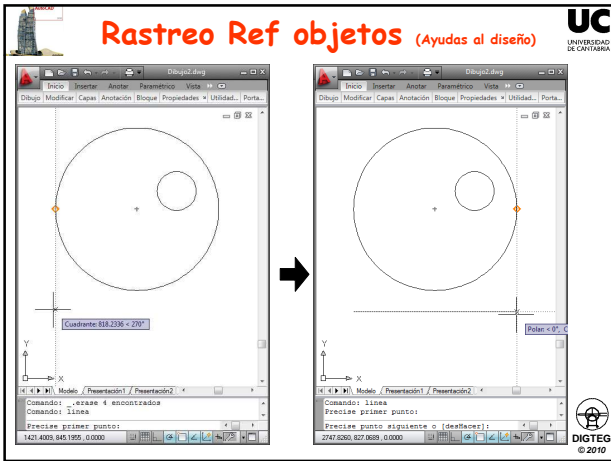 AutoCAD
Rastreo Ref objetos (Ayudas al diseño)
UC
UNIVERSIDAD
DE CANTABRIA
Dibujo2.dwg
Inicio Insertar Anotar Paramétrico Vista
Dibujo Modificar Capas Anotación Bloque Propiedades Utilidad... Porta...
Cuadrante: 818.2336 < 270°
Y
X
Modelo Presentación1 Presentación2
Comando: _.erase 4 encontrados
Comando: linea
Precise primer punto:
1421.4009, 845.1955 , 0.0000
Dibujo2.dwg
Inicio Insertar Anotar Paramétrico Vista
Dibujo Modificar Capas Anotación Bloque Propiedades Utilidad... Porta...
Polar: < 0°, C
Y
X
Modelo Presentación1 Presentación2
Comando: linea
Precise primer punto:
Precise punto siguiente o [desHacer]:
2747.8260, 827.0689 , 0.0000
DIGTEG
© 2010